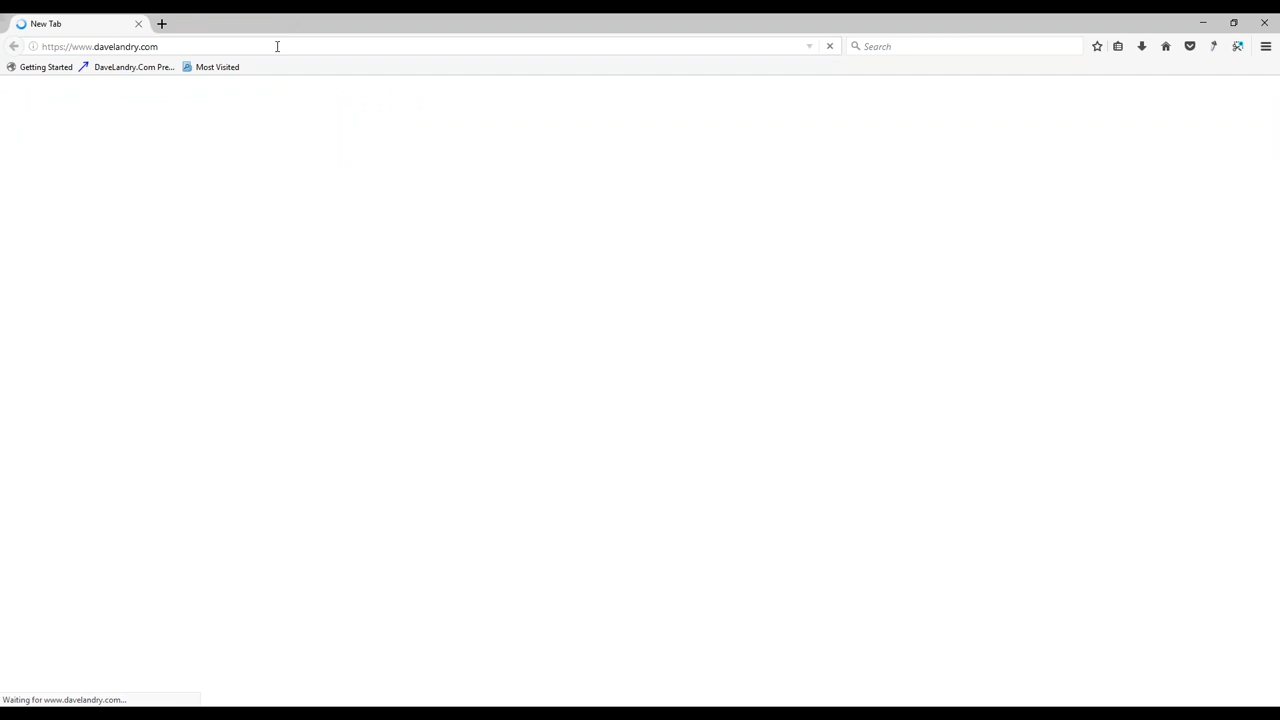 New Tab
https://www.davelandry.com
Search
Getting Started DaveLandry.Com Pre... Most Visited
Waiting for www.davelandry.com...